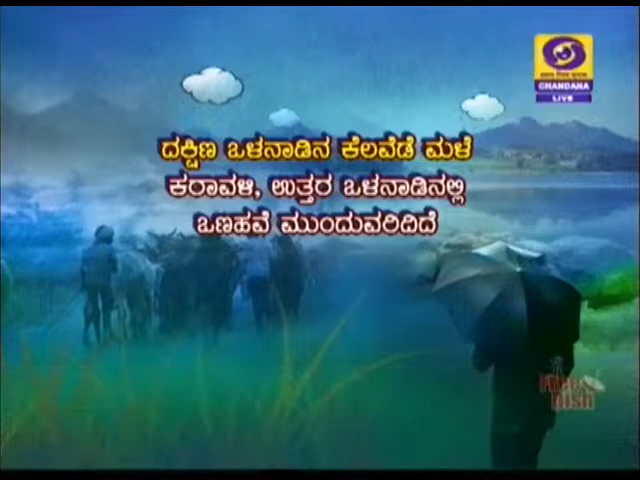 CHANDANA
LIVE
ದಕ್ಷಿಣ ಒಳನಾಡಿನ ಕೆಲವೆಡೆ ಮಳೆ
ಕರಾವಳಿ, ಉತ್ತರ ಒಳನಾಡಿನಲ್ಲಿ
ಒಣಹವೆ ಮುಂದುವರಿದಿದೆ